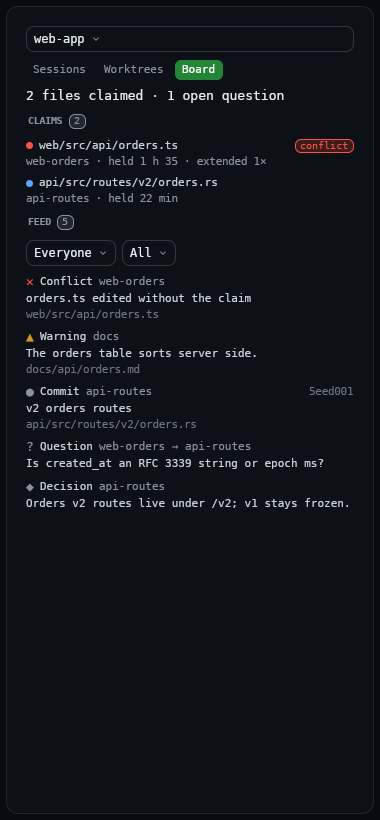 web-app
Sessions Worktrees Board
2 files claimed · 1 open question
CLAIMS 2
web/src/api/orders.ts conflict
web-orders · held 1 h 35 · extended 1×
api/src/routes/v2/orders.rs
api-routes · held 22 min
FEED 5
Everyone All
× Conflict web-orders
orders.ts edited without the claim
web/src/api/orders.ts
▲ Warning docs
The orders table sorts server side.
docs/api/orders.md
● Commit api-routes 5eed001
v2 orders routes
api/src/routes/v2/orders.rs
? Question web-orders → api-routes
Is created_at an RFC 3339 string or epoch ms?
◆ Decision api-routes
Orders v2 routes live under /v2; v1 stays frozen.